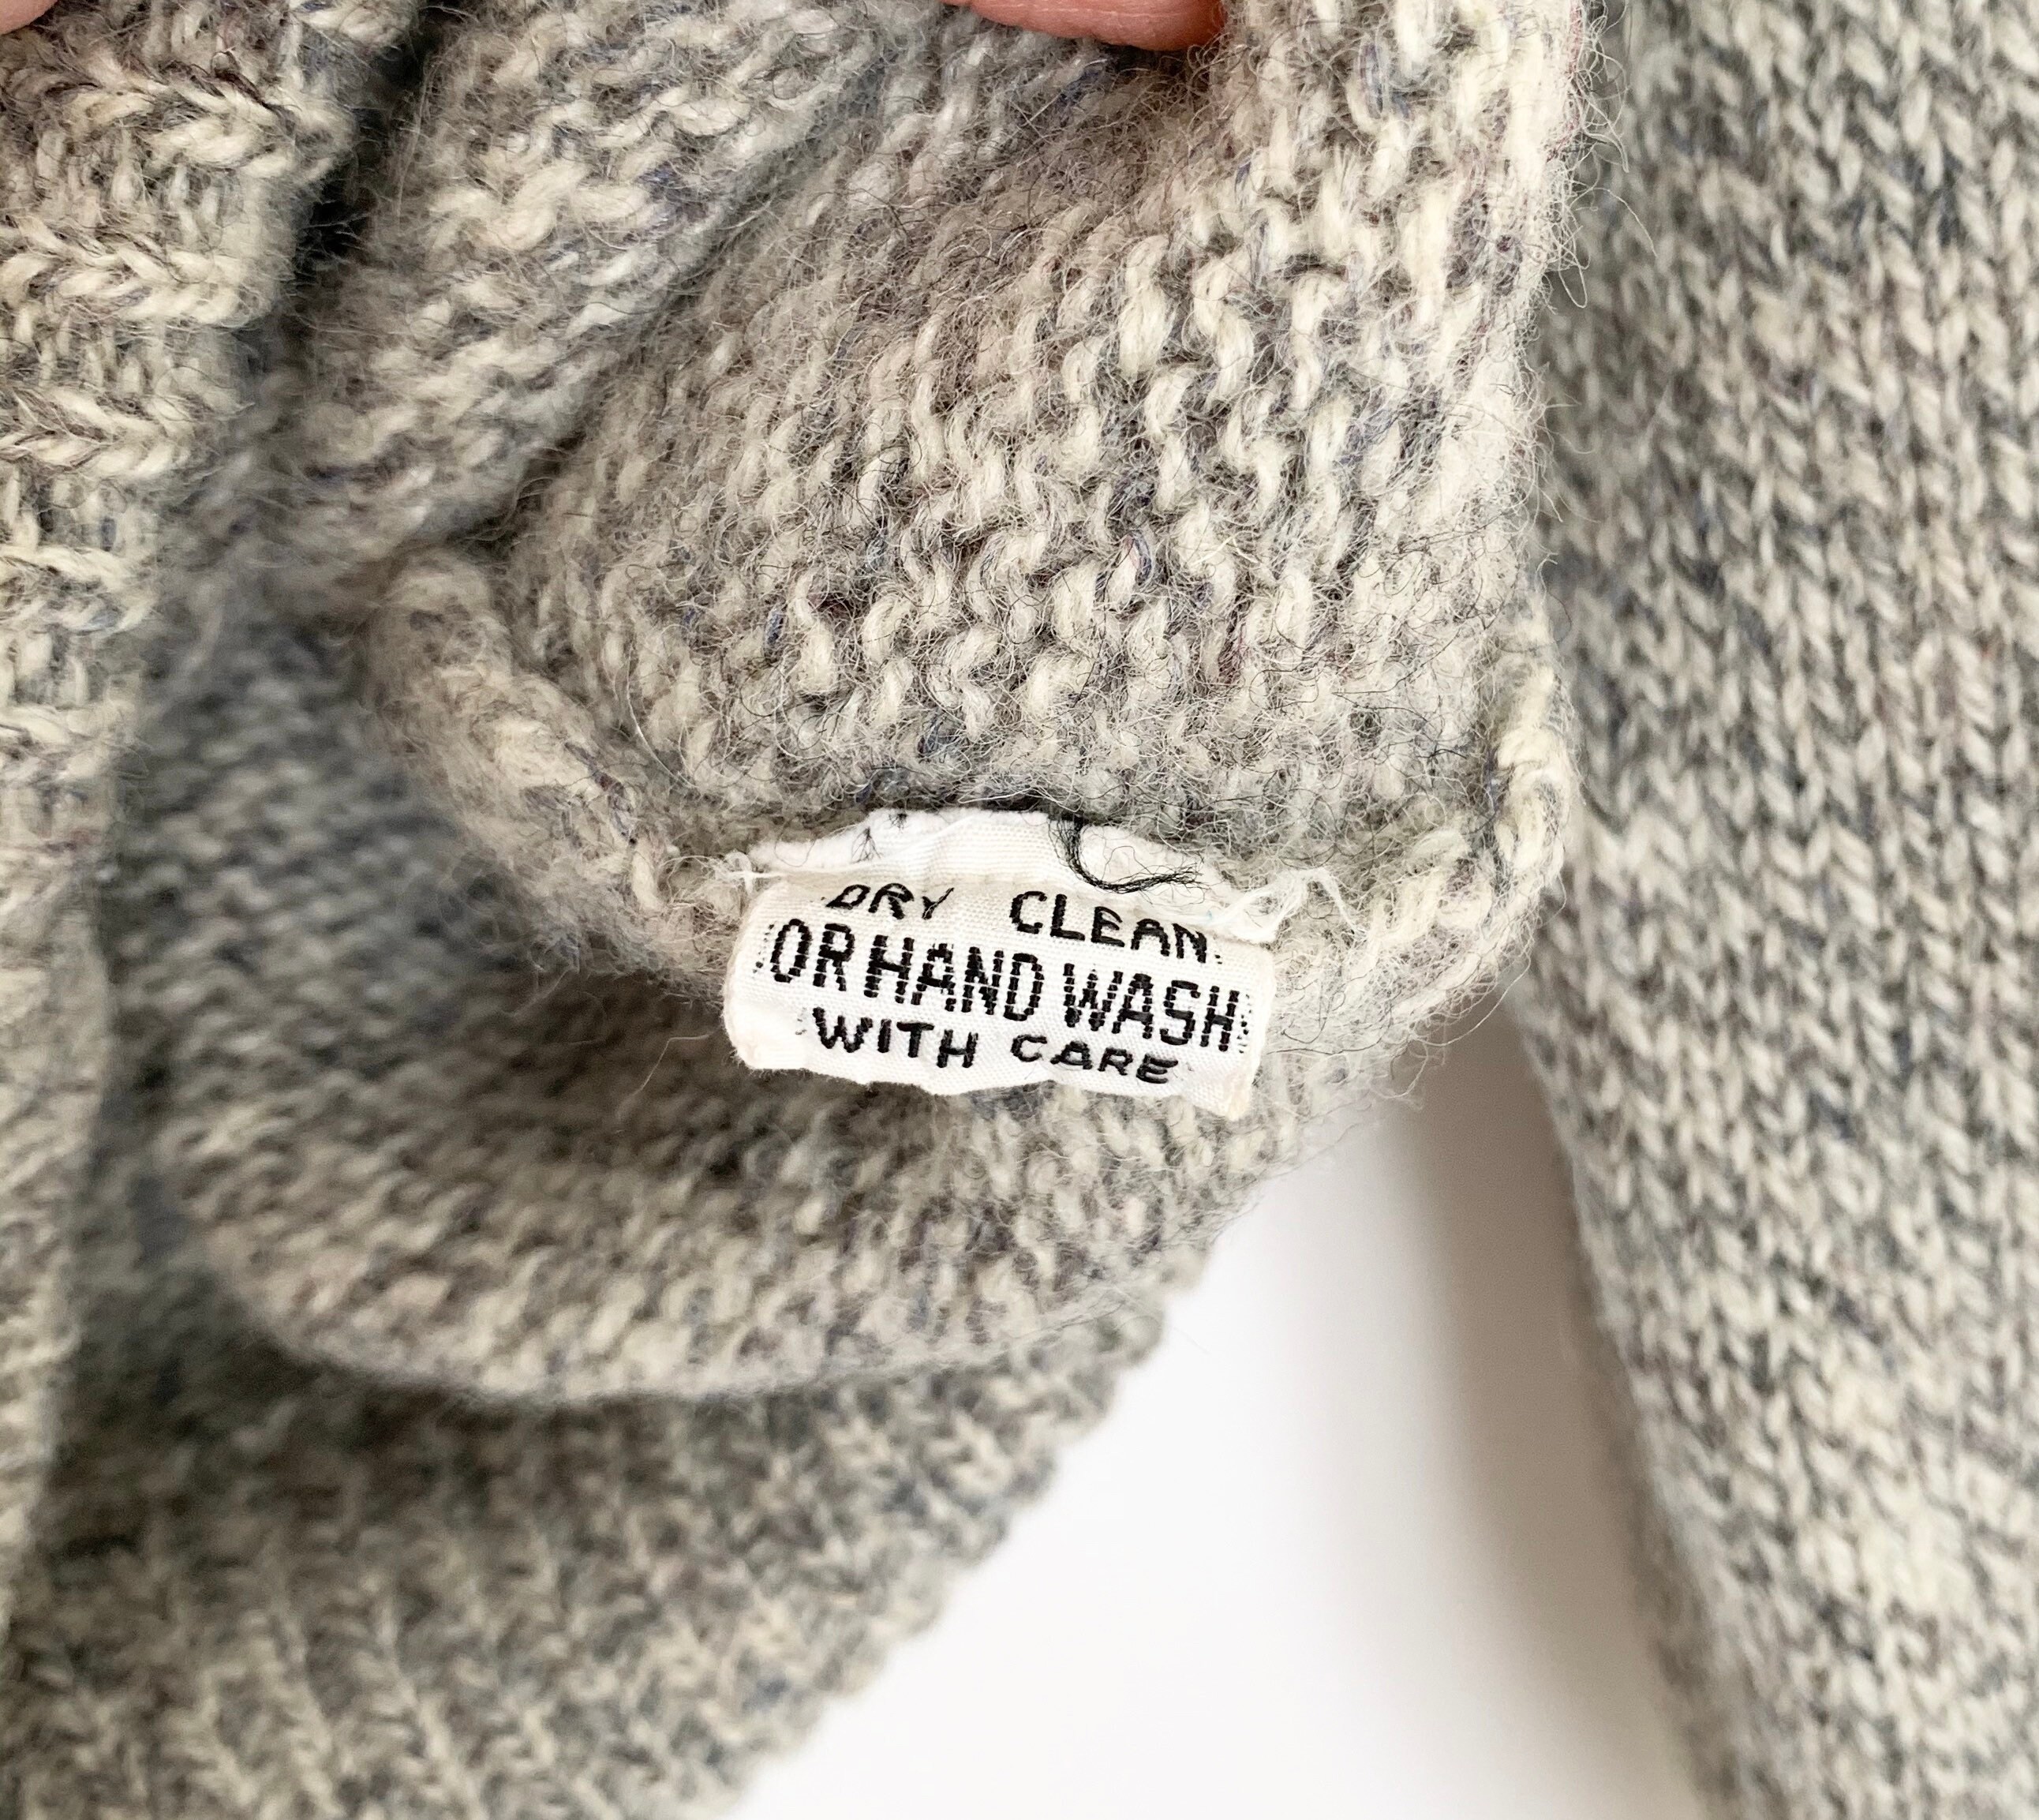 DRY CLEAN
OR HAND WASH
WITH CARE